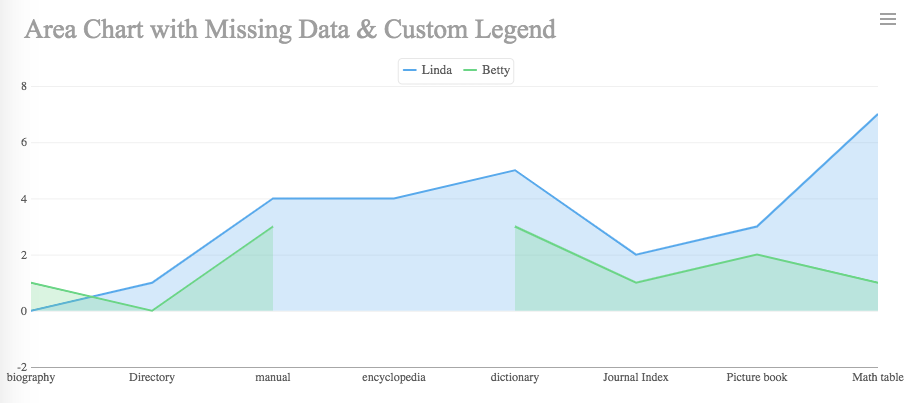 Area Chart with Missing Data & Custom Legend
Linda Betty
8
6
4
2
0
-2
biography Directory manual encyclopedia dictionary Journal Index Picture book Math table